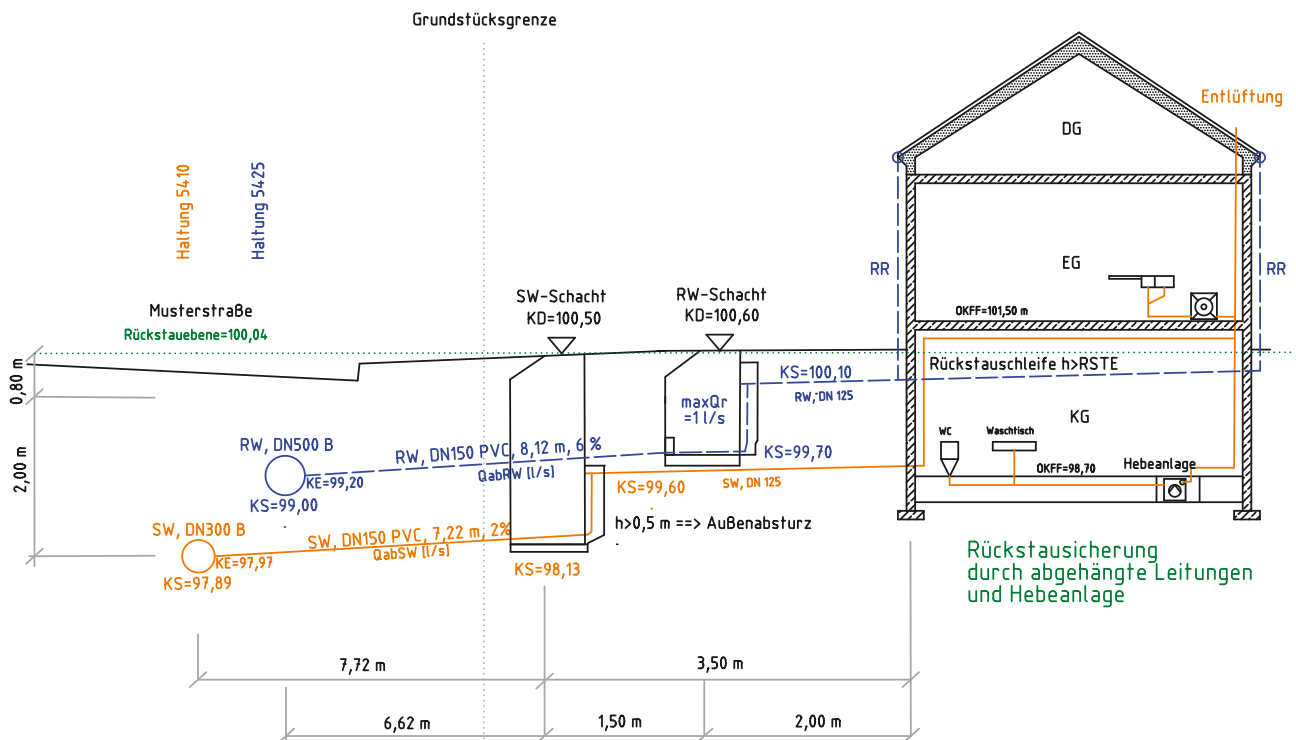 Grundstücksgrenze
Entlüftung
DG
Haltung 5410
Haltung 5425
RR
EG
RR
SW-Schacht
KD=100,50
RW-Schacht
KD=100,60
Musterstraße
Rückstauebene=100,04
OKFF=101,50 m
0,80 m
KS=100,10
RW, DN 125
Rückstauschleife h>RSTE
maxQr
=1 l/s
KG
WC
Waschtisch
2,00 m
RW, DN500 B
RW, DN150 PVC, 8,12 m, 6 %
QabRW [l/s]
KS=99,70
KE=99,20
KS=99,00
KS=99,60
SW, DN 125
OKFF=98,70
Hebeanlage
SW, DN300 B
SW, DN150 PVC, 7,22 m, 2%
QabSW [l/s]
h>0,5 m ==> Außenabsturz
KE=97,97
KS=97,89
KS=98,13
Rückstausicherung
durch abgehängte Leitungen
und Hebeanlage
7,72 m
3,50 m
6,62 m
1,50 m
2,00 m